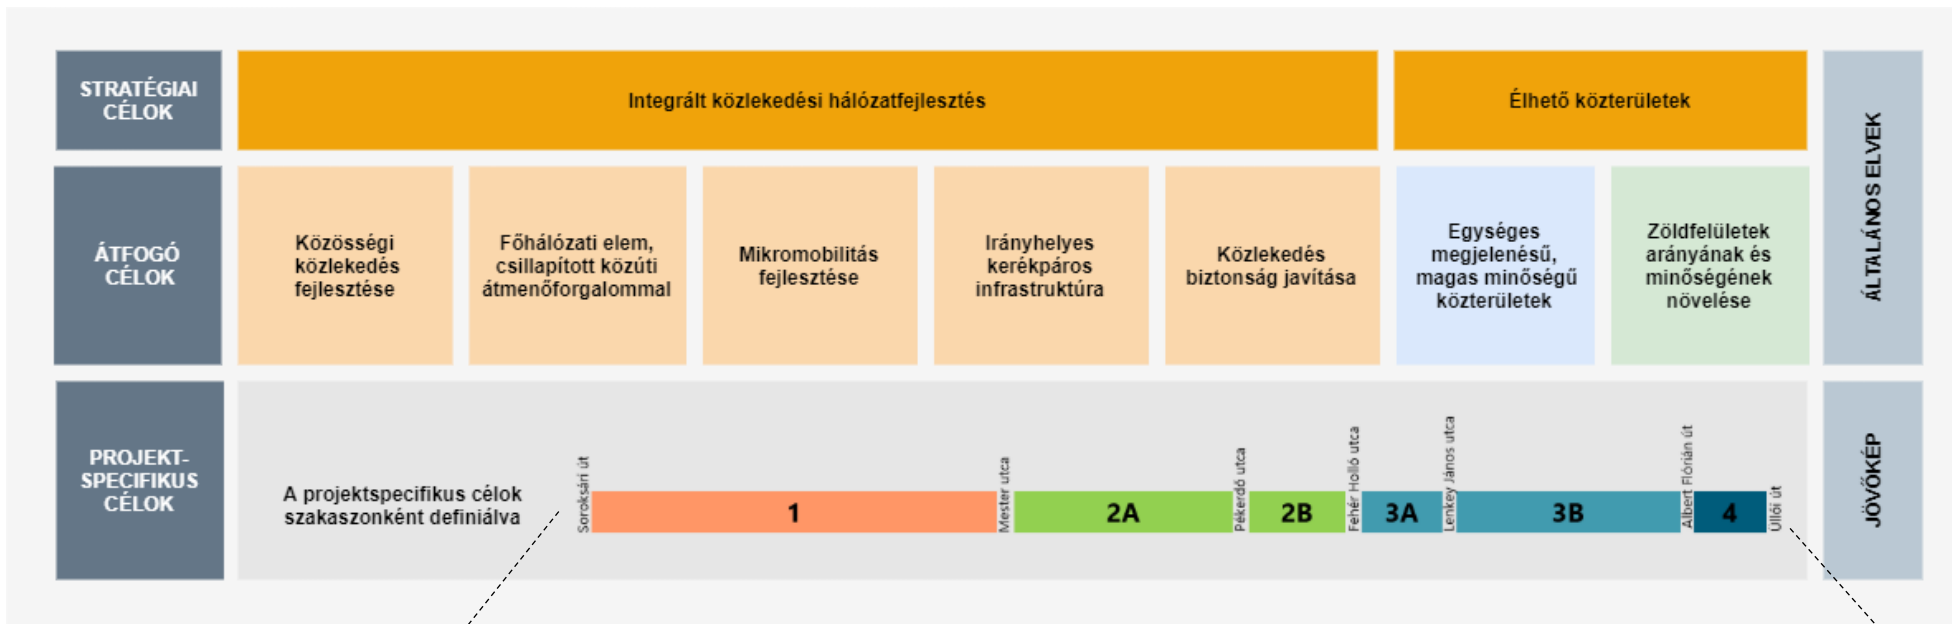 STRATÉGIAI
CÉLOK
Integrált közlekedési hálózatfejlesztés
Élhető közterületek
ÁLTALÁNOS ELVEK
ÁTFOGÓ
CÉLOK
Közösségi
közlekedés
fejlesztése
Főhálózati elem,
csillapított közúti
átmenőforgalommal
Mikromobilitás
fejlesztése
Irányhelyes
kerékpáros
infrastruktúra
Közlekedés
biztonság javítása
Egységes
megjelenésű,
magas minőségű
közterületek
Zöldfelületek
arányának és
minőségének
növelése
PROJEKT-
SPECIFIKUS
CÉLOK
A projektspecifikus célok
szakaszonként definiálva
Soroksári út
1
Mester utca
2A
Pékerdő utca
2B
Fehér Holló utca
3A
Lenkey János utca
3B
Albert Flórián út
4
Üllői út
JÖVŐKÉP